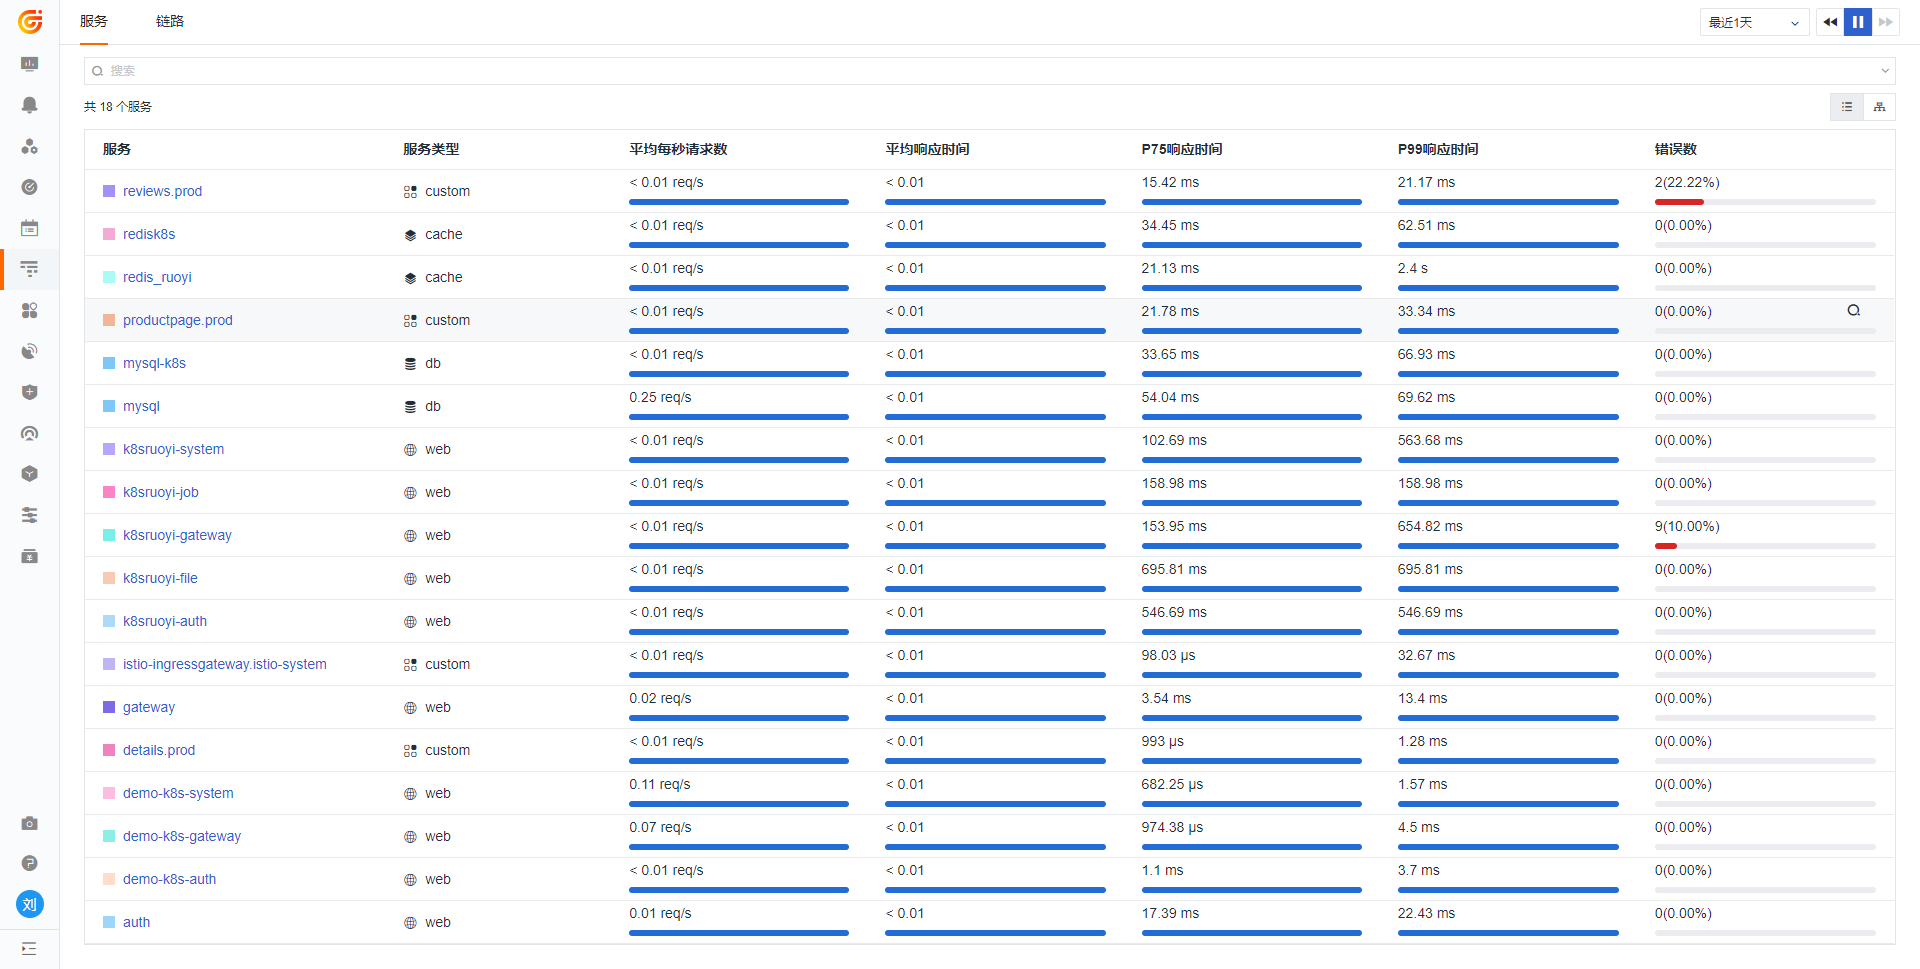 服务 链路 最近1天
搜索
共 18 个服务
服务 服务类型 平均每秒请求数 平均响应时间 P75响应时间 P99响应时间 错误数
reviews.prod custom < 0.01 req/s < 0.01 15.42 ms 21.17 ms 2(22.22%)
redisk8s cache < 0.01 req/s < 0.01 34.45 ms 62.51 ms 0(0.00%)
redis_ruoyi cache < 0.01 req/s < 0.01 21.13 ms 2.4 s 0(0.00%)
productpage.prod custom < 0.01 req/s < 0.01 21.78 ms 33.34 ms 0(0.00%)
mysql-k8s db < 0.01 req/s < 0.01 33.65 ms 66.93 ms 0(0.00%)
mysql db 0.25 req/s < 0.01 54.04 ms 69.62 ms 0(0.00%)
k8sruoyi-system web < 0.01 req/s < 0.01 102.69 ms 563.68 ms 0(0.00%)
k8sruoyi-job web < 0.01 req/s < 0.01 158.98 ms 158.98 ms 0(0.00%)
k8sruoyi-gateway web < 0.01 req/s < 0.01 153.95 ms 654.82 ms 9(10.00%)
k8sruoyi-file web < 0.01 req/s < 0.01 695.81 ms 695.81 ms 0(0.00%)
k8sruoyi-auth web < 0.01 req/s < 0.01 546.69 ms 546.69 ms 0(0.00%)
istio-ingressgateway.istio-system custom < 0.01 req/s < 0.01 98.03 µs 32.67 ms 0(0.00%)
gateway web 0.02 req/s < 0.01 3.54 ms 13.4 ms 0(0.00%)
details.prod custom < 0.01 req/s < 0.01 993 µs 1.28 ms 0(0.00%)
demo-k8s-system web 0.11 req/s < 0.01 682.25 µs 1.57 ms 0(0.00%)
demo-k8s-gateway web 0.07 req/s < 0.01 974.38 µs 4.5 ms 0(0.00%)
demo-k8s-auth web < 0.01 req/s < 0.01 1.1 ms 3.7 ms 0(0.00%)
auth web 0.01 req/s < 0.01 17.39 ms 22.43 ms 0(0.00%)
刘